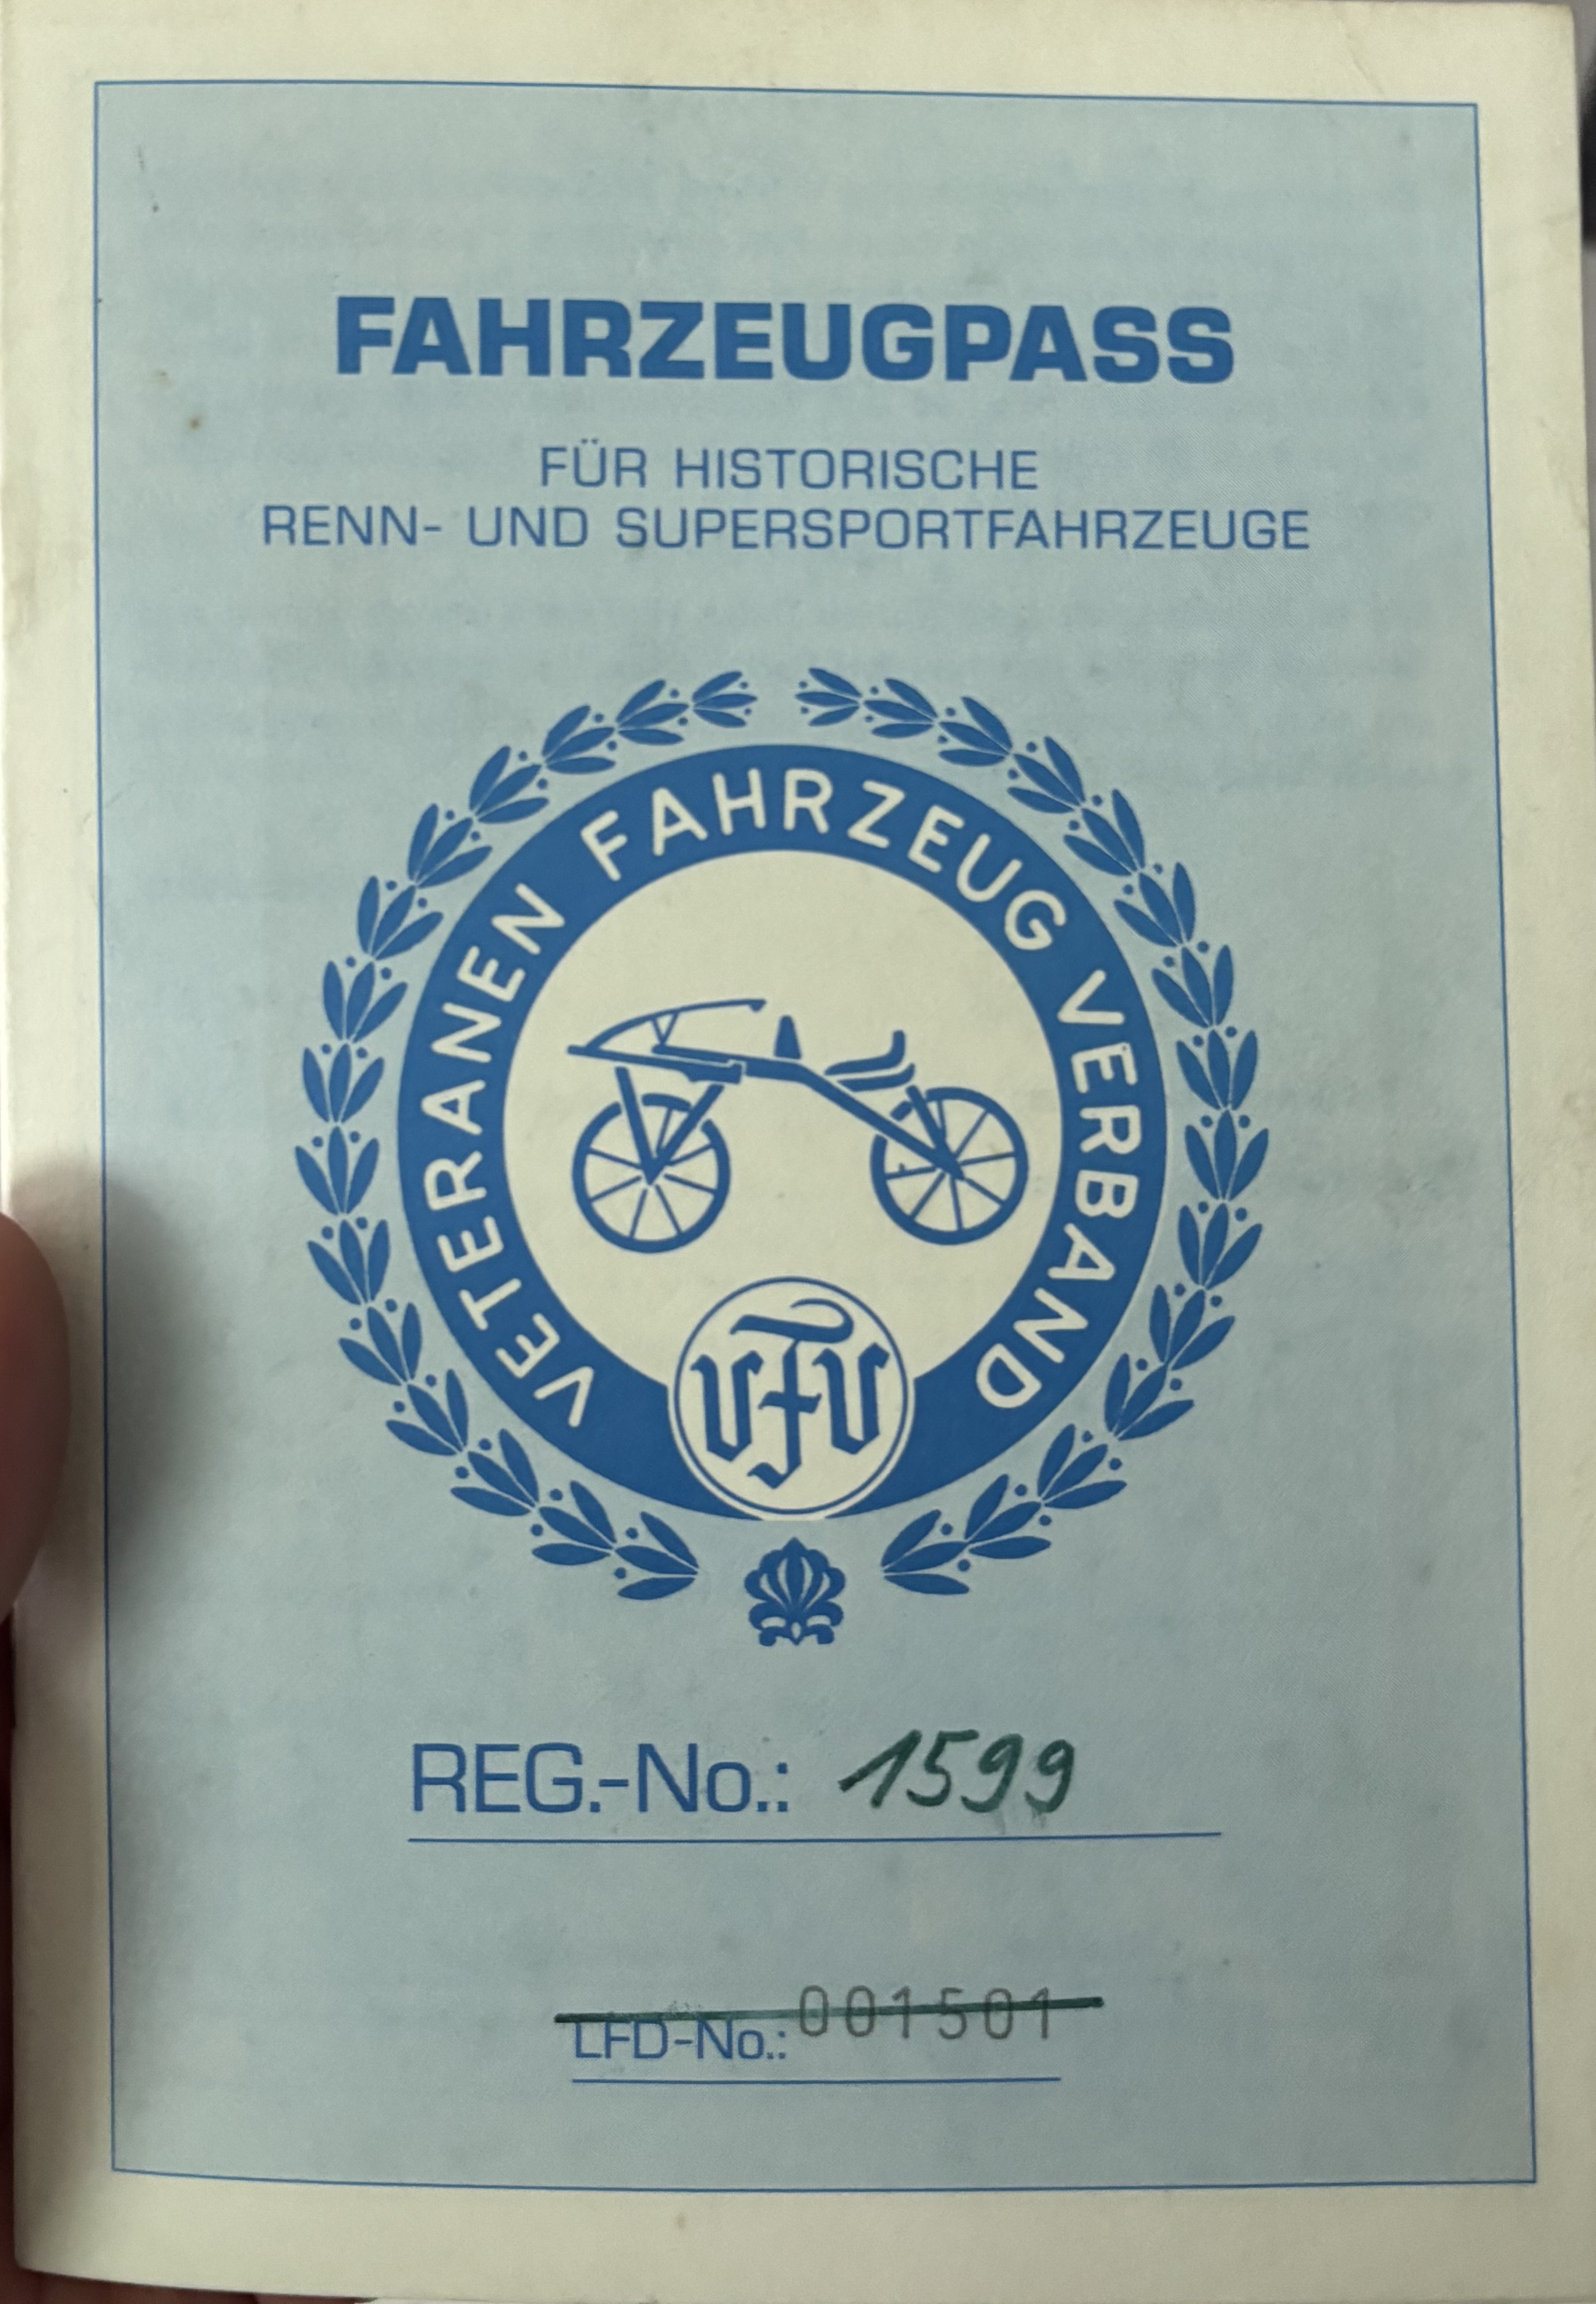 FAHRZEUGPASS
FÜR HISTORISCHE
RENN- UND SUPERSPORTFAHRZEUGE
VETERANEN FAHRZEUG VERBAND
VFV
REG.-No.: 1599
LFD-No.: 001501